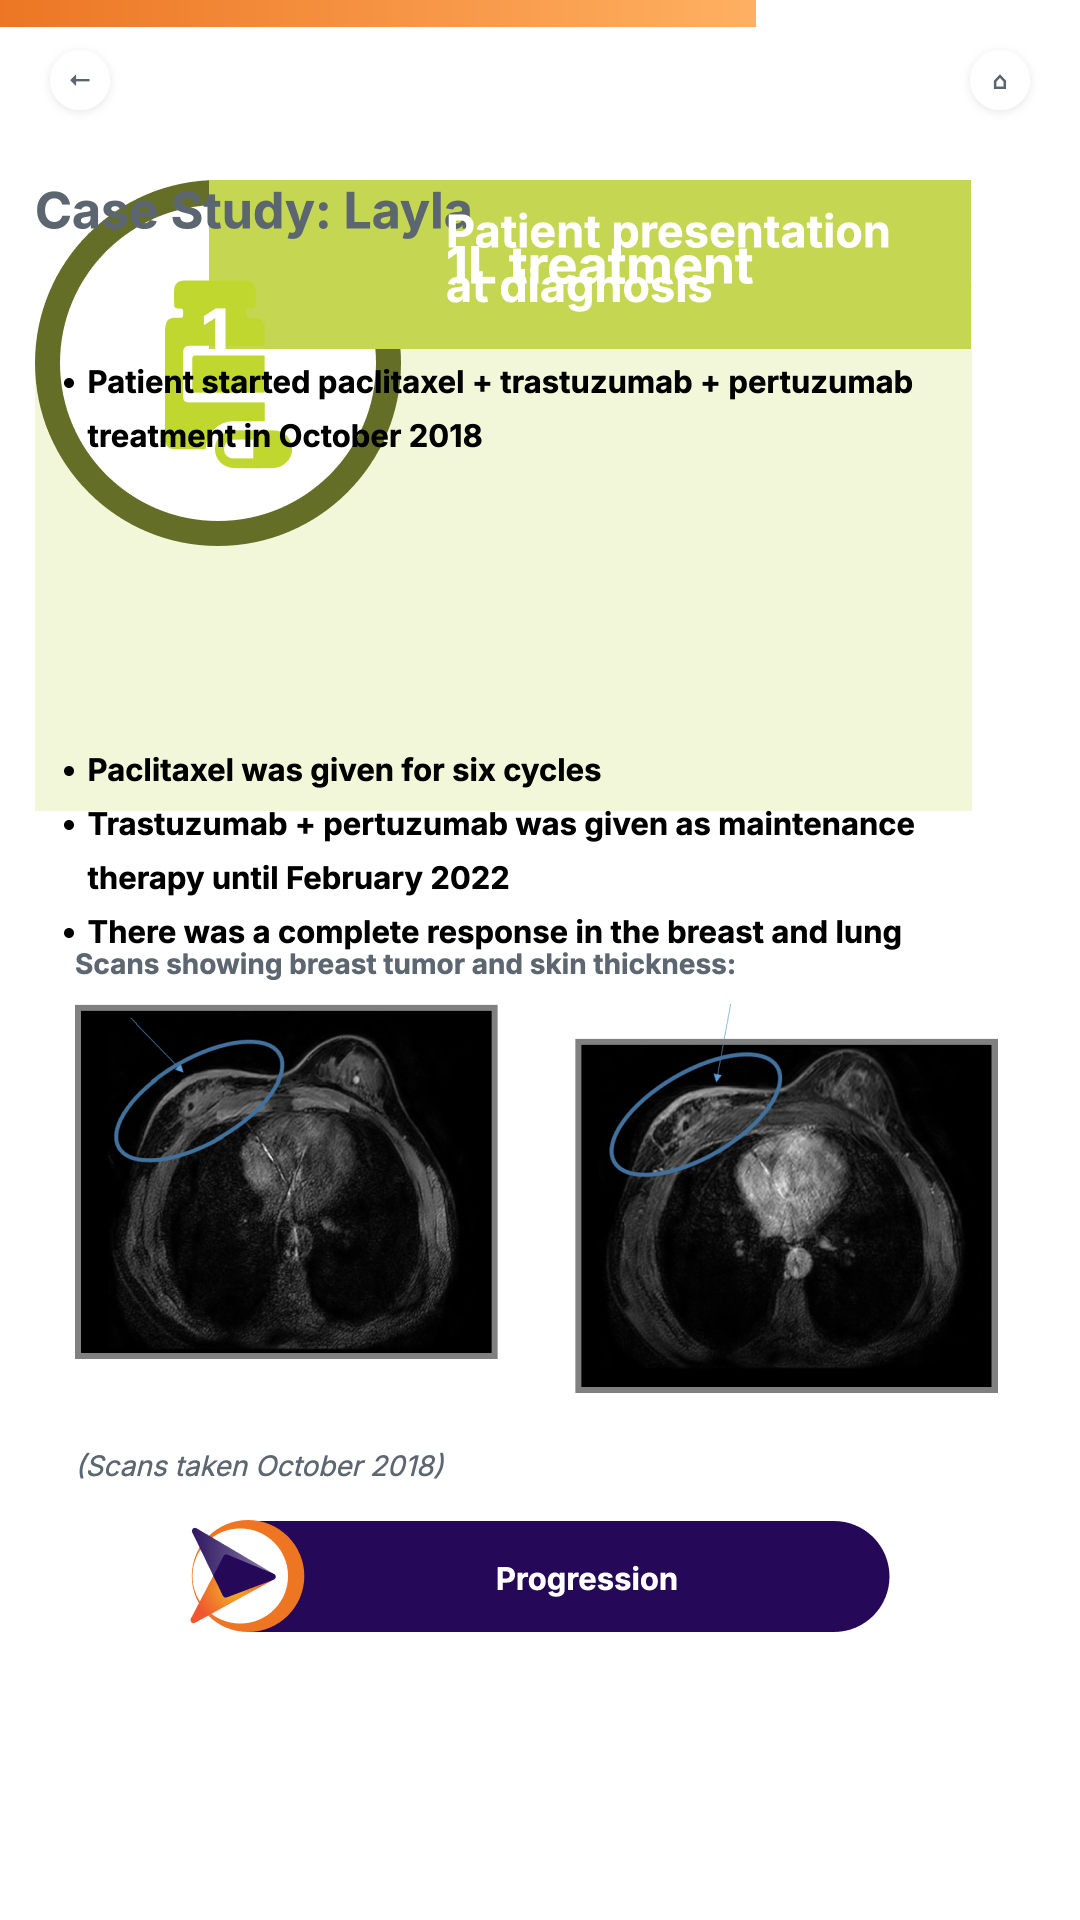 Case Study: Layla
Patient presentation
at diagnosis
1L treatment
1
• Patient started paclitaxel + trastuzumab + pertuzumab
treatment in October 2018
• Paclitaxel was given for six cycles
• Trastuzumab + pertuzumab was given as maintenance
therapy until February 2022
• There was a complete response in the breast and lung
Scans showing breast tumor and skin thickness:
(Scans taken October 2018)
Progression